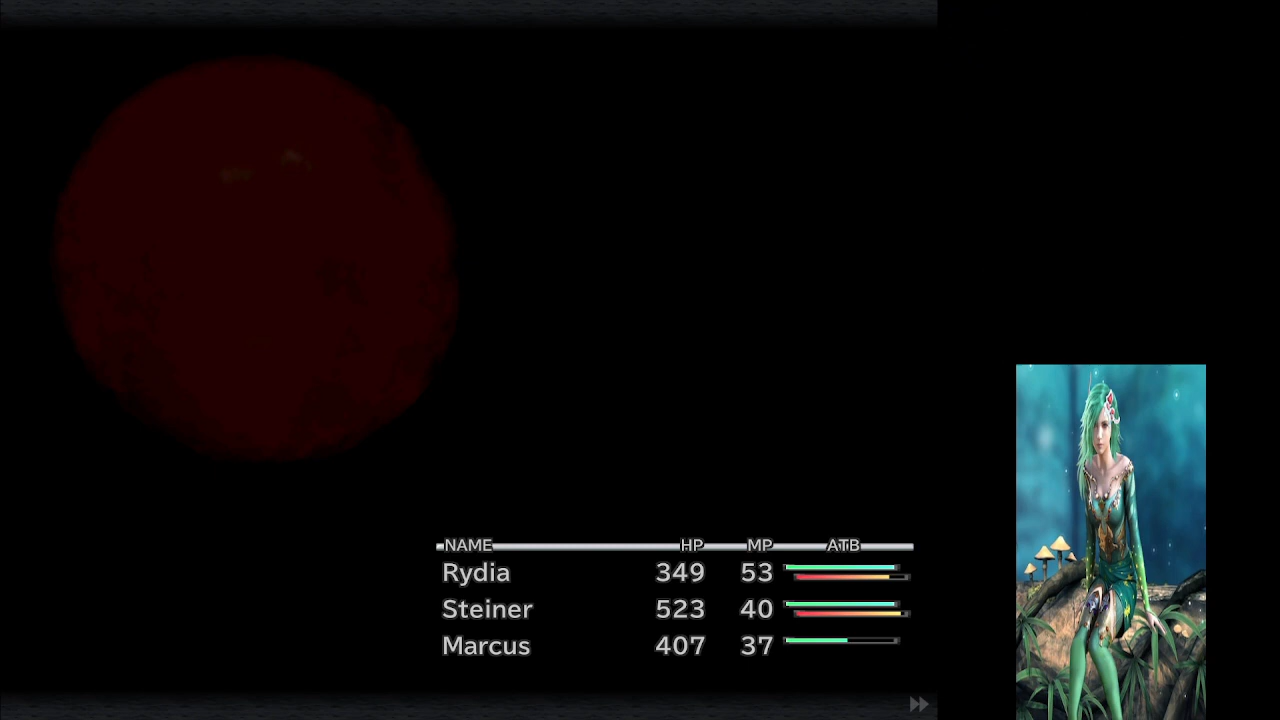 NAME HP MP ATB
Rydia 349 53
Steiner 523 40
Marcus 407 37